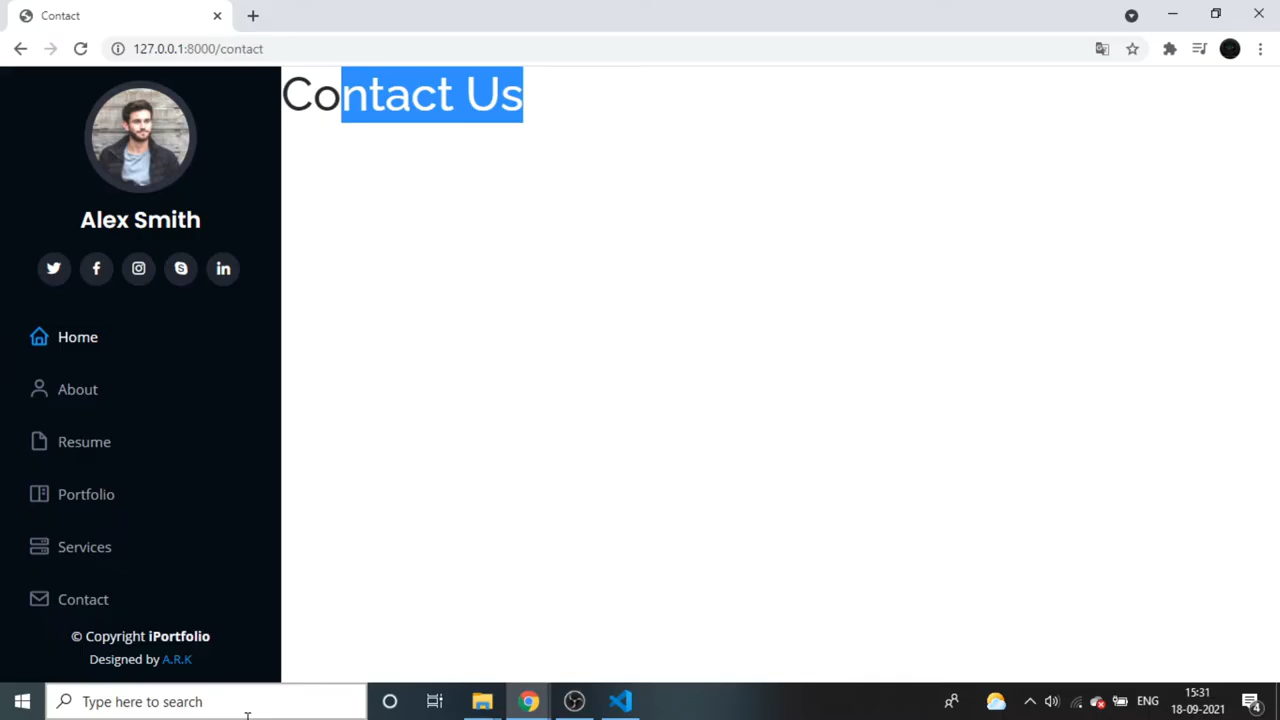 Contact
127.0.0.1:8000/contact
Contact Us
Alex Smith
Home
About
Resume
Portfolio
Services
Contact
© Copyright iPortfolio
Designed by A.R.K
Type here to search
ENG
15:31
18-09-2021
4